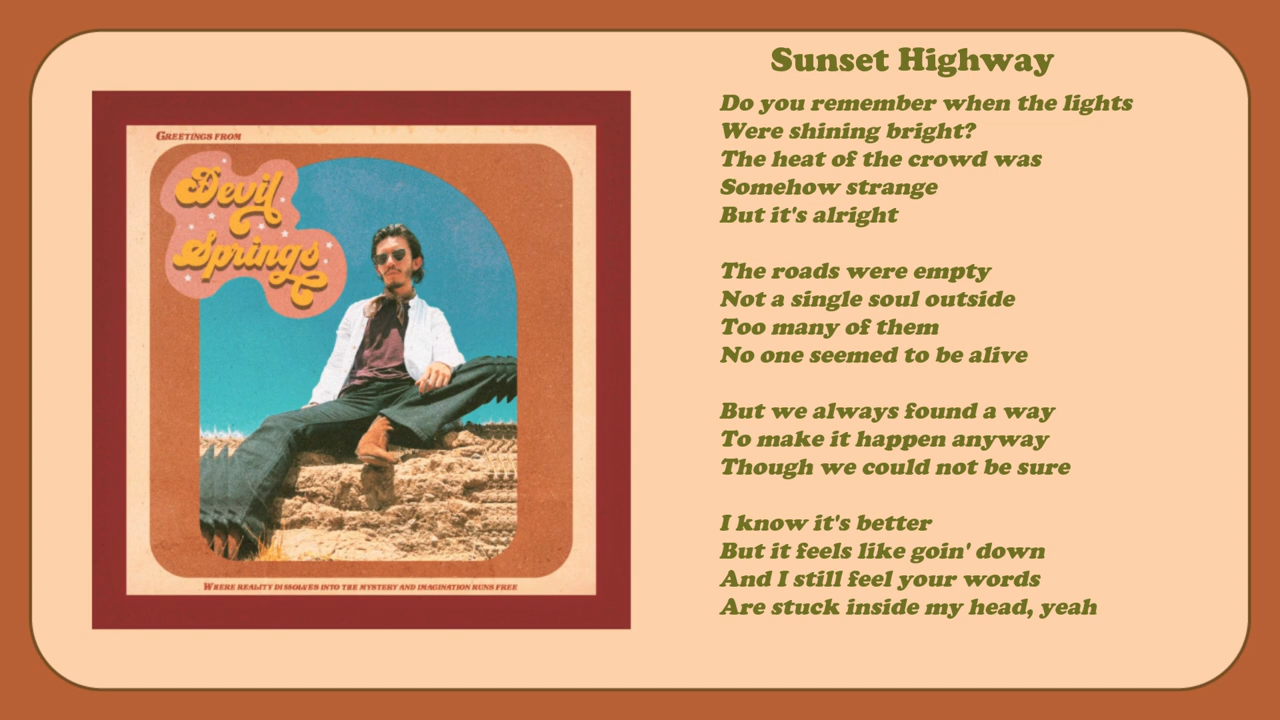 GREETINGS FROM
Devil
Springs
WHERE REALITY DISSOLVES INTO THE MYSTERY AND IMAGINATION RUNS FREE
Sunset Highway
Do you remember when the lights
Were shining bright?
The heat of the crowd was
Somehow strange
But it's alright
The roads were empty
Not a single soul outside
Too many of them
No one seemed to be alive
But we always found a way
To make it happen anyway
Though we could not be sure
I know it's better
But it feels like goin' down
And I still feel your words
Are stuck inside my head, yeah